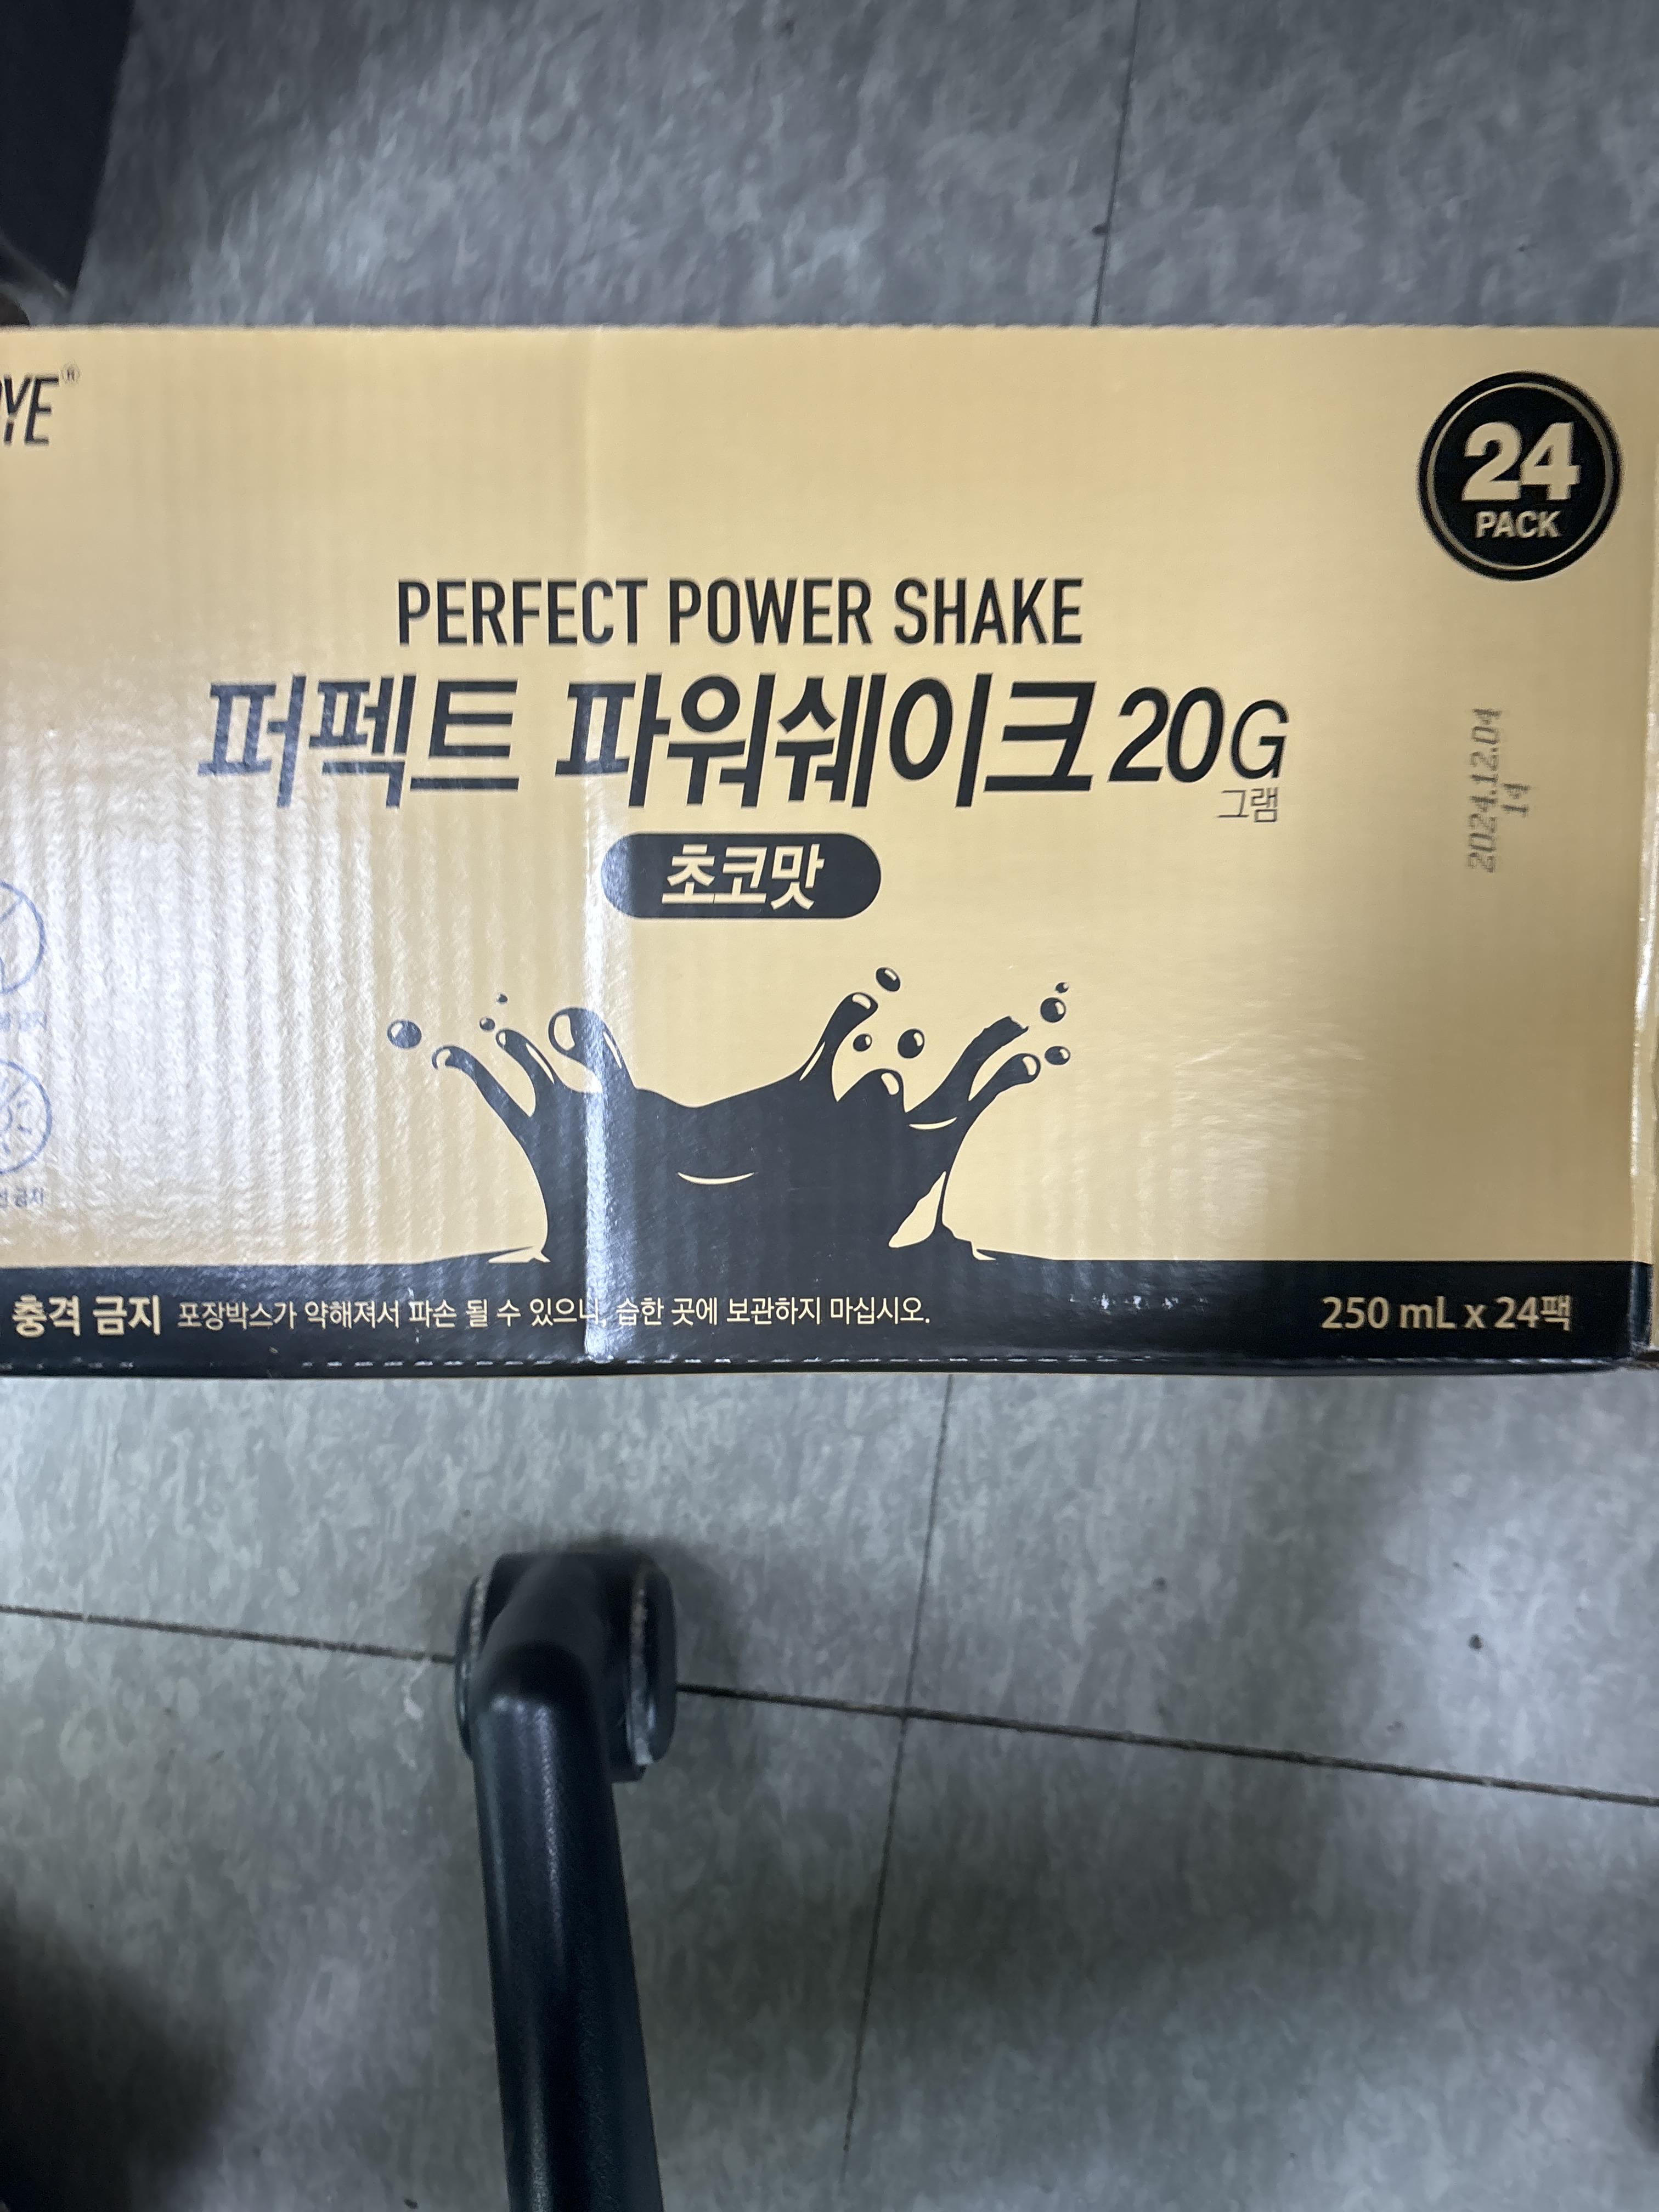 YE®
24
PACK
PERFECT POWER SHAKE
퍼펙트 파워쉐이크 20G
그램
2024.12.04
14
초코맛
금지
충격 금지 포장박스가 약해져서 파손 될 수 있으니, 습한 곳에 보관하지 마십시오.
250 mL x 24팩